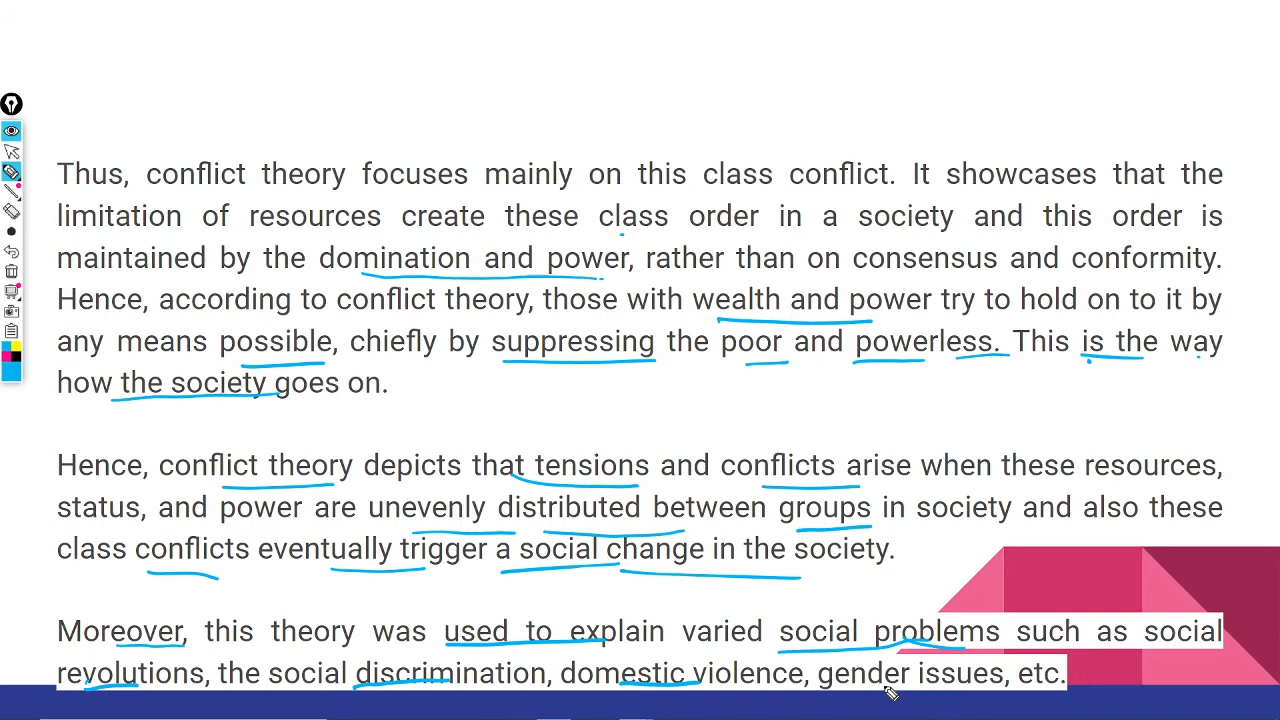 Thus, conflict theory focuses mainly on this class conflict. It showcases that the
limitation of resources create these class order in a society and this order is
maintained by the domination and power, rather than on consensus and conformity.
Hence, according to conflict theory, those with wealth and power try to hold on to it by
any means possible, chiefly by suppressing the poor and powerless. This is the way
how the society goes on.
Hence, conflict theory depicts that tensions and conflicts arise when these resources,
status, and power are unevenly distributed between groups in society and also these
class conflicts eventually trigger a social change in the society.
Moreover, this theory was used to explain varied social problems such as social
revolutions, the social discrimination, domestic violence, gender issues, etc.